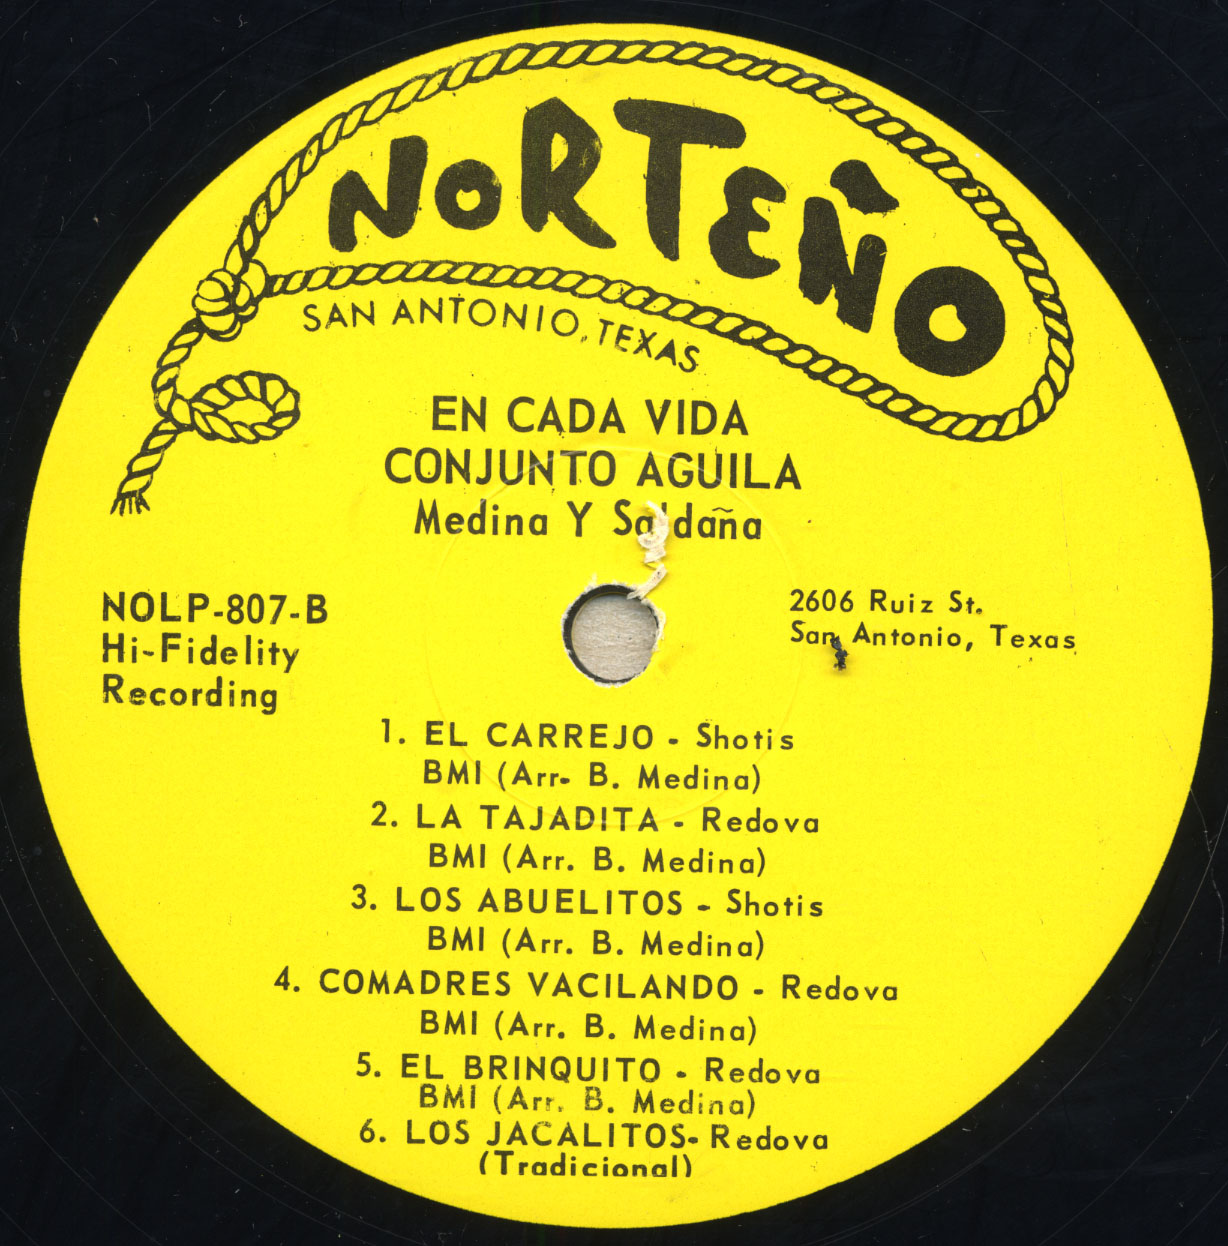 NORTEÑO
SAN ANTONIO, TEXAS
EN CADA VIDA
CONJUNTO AGUILA
Medina Y Saldaña
NOLP-807-B
Hi-Fidelity
Recording
2606 Ruiz St.
San Antonio, Texas
1. EL CARREJO - Shotis
BMI (Arr. B. Medina)
2. LA TAJADITA - Redova
BMI (Arr. B. Medina)
3. LOS ABUELITOS - Shotis
BMI (Arr. B. Medina)
4. COMADRES VACILANDO - Redova
BMI (Arr. B. Medina)
5. EL BRINQUITO - Redova
BMI (Arr. B. Medina)
6. LOS JACALITOS- Redova
(Tradicional)